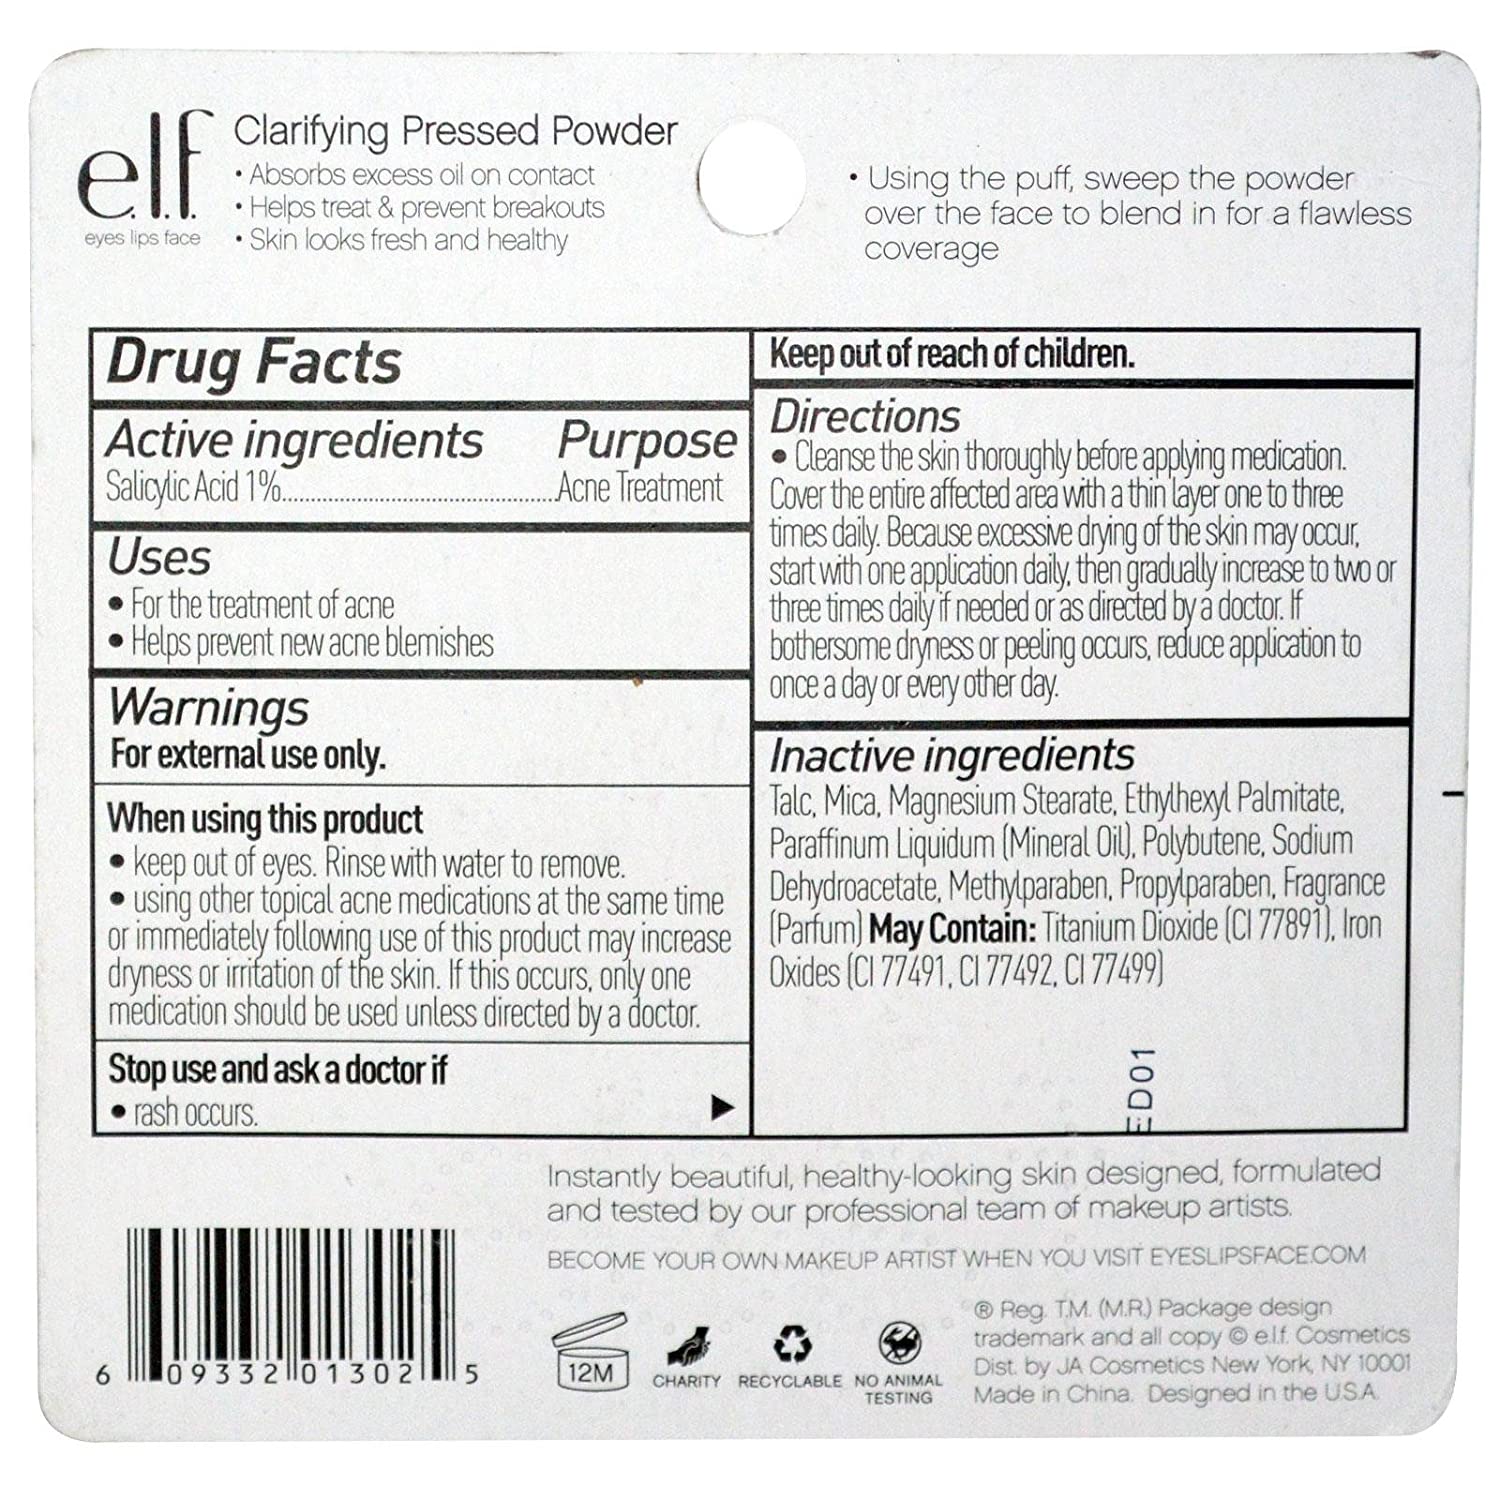 e.l.f.
eyes lips face
Clarifying Pressed Powder
• Absorbs excess oil on contact
• Helps treat & prevent breakouts
• Skin looks fresh and healthy
• Using the puff, sweep the powder
over the face to blend in for a flawless
coverage
Drug Facts
Active ingredients Purpose
Salicylic Acid 1%......................................................Acne Treatment
Uses
• For the treatment of acne
• Helps prevent new acne blemishes
Warnings
For external use only.
When using this product
• keep out of eyes. Rinse with water to remove.
• using other topical acne medications at the same time
or immediately following use of this product may increase
dryness or irritation of the skin. If this occurs, only one
medication should be used unless directed by a doctor.
Stop use and ask a doctor if
• rash occurs.
Keep out of reach of children.
Directions
• Cleanse the skin thoroughly before applying medication.
Cover the entire affected area with a thin layer one to three
times daily. Because excessive drying of the skin may occur,
start with one application daily, then gradually increase to two or
three times daily if needed or as directed by a doctor. If
bothersome dryness or peeling occurs, reduce application to
once a day or every other day.
Inactive ingredients
Talc, Mica, Magnesium Stearate, Ethylhexyl Palmitate,
Paraffinum Liquidum (Mineral Oil), Polybutene, Sodium
Dehydroacetate, Methylparaben, Propylparaben, Fragrance
(Parfum) May Contain: Titanium Dioxide (CI 77891), Iron
Oxides (CI 77491, CI 77492, CI 77499)
ED01
Instantly beautiful, healthy-looking skin designed, formulated
and tested by our professional team of makeup artists.
BECOME YOUR OWN MAKEUP ARTIST WHEN YOU VISIT EYESLIPSFACE.COM
6 09332 01302 5
12M
CHARITY
RECYCLABLE
NO ANIMAL
TESTING
® Reg. T.M. (M.R.) Package design
trademark and all copy © e.l.f. Cosmetics
Dist. by JA Cosmetics New York, NY 10001
Made in China. Designed in the U.S.A.